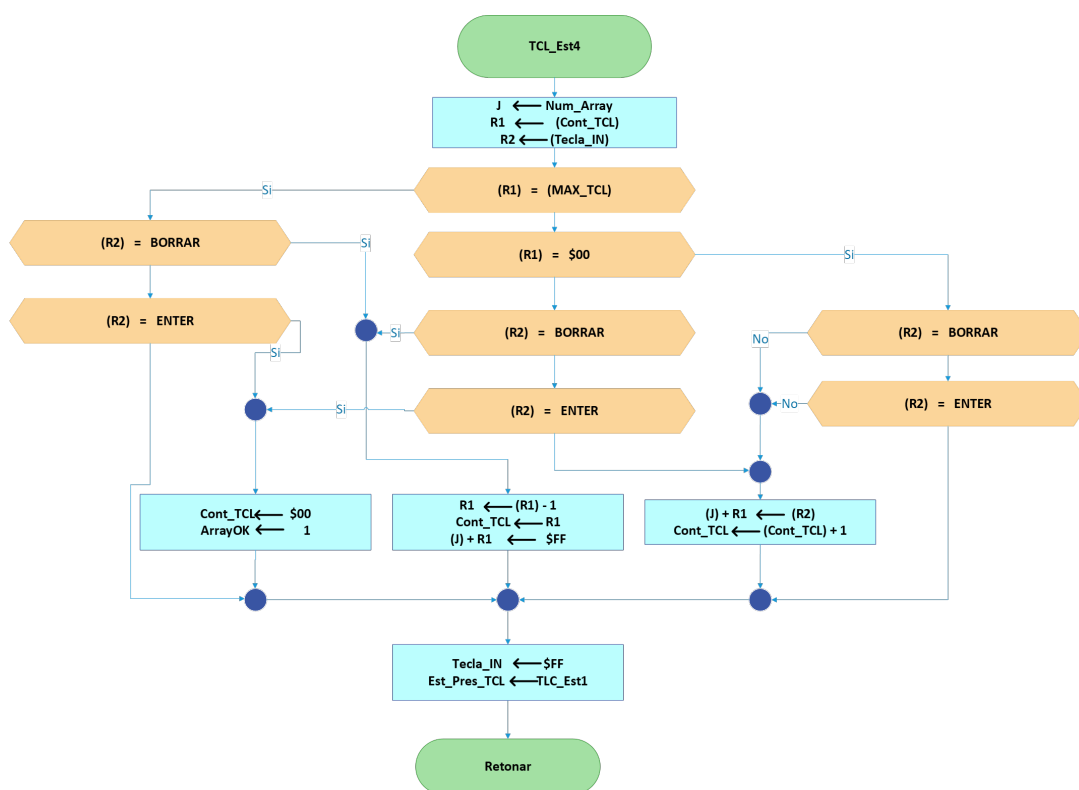 TCL_Est4
J ← Num_Array
R1 ← (Cont_TCL)
R2 ← (Tecla_IN)
(R1) = (MAX_TCL)
Si
(R2) = BORRAR
Si
(R1) = $00
Si
(R2) = ENTER
Si
(R2) = BORRAR
Si
(R2) = BORRAR
No
(R2) = ENTER
Si
(R2) = ENTER
No
Cont_TCL ← $00
ArrayOK ← 1
R1 ← (R1) - 1
Cont_TCL ← R1
(J) + R1 ← $FF
(J) + R1 ← (R2)
Cont_TCL ← (Cont_TCL) + 1
Tecla_IN ← $FF
Est_Pres_TCL ← TLC_Est1
Retonar